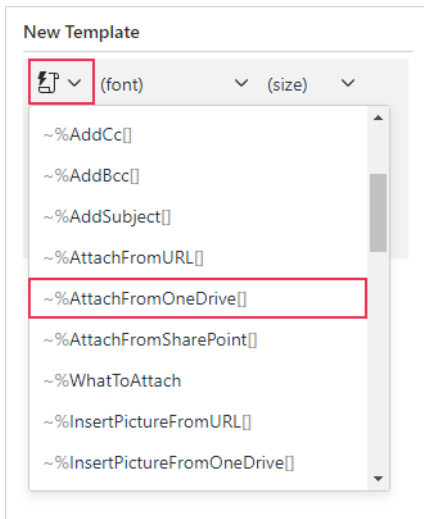 New Template
(font) (size)
~%AddCc[]
~%AddBcc[]
~%AddSubject[]
~%AttachFromURL[]
~%AttachFromOneDrive[]
~%AttachFromSharePoint[]
~%WhatToAttach
~%InsertPictureFromURL[]
~%InsertPictureFromOneDrive[]